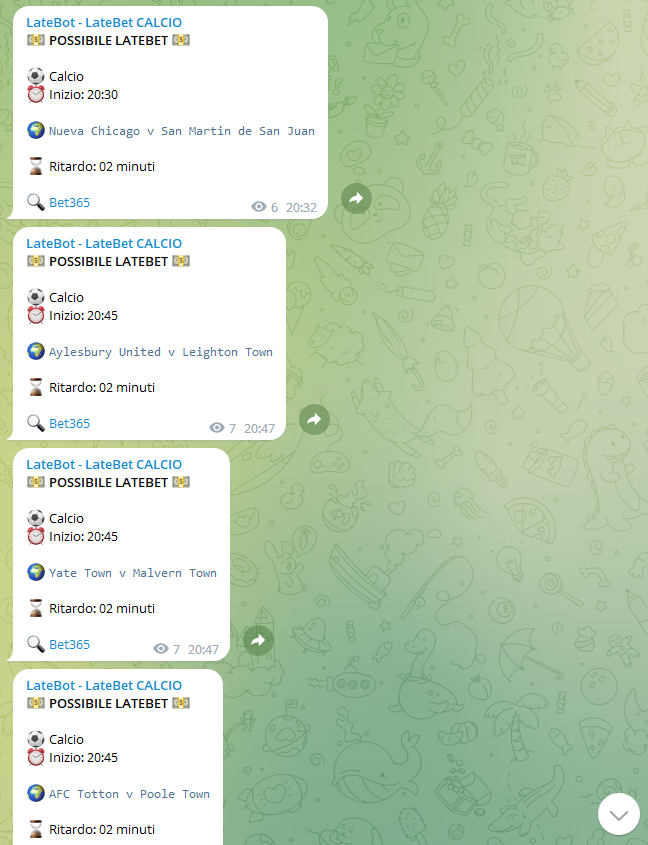 LateBot - LateBet CALCIO
💵 POSSIBILE LATEBET 💵
⚽ Calcio
⏰ Inizio: 20:30
🌍 Nueva Chicago v San Martin de San Juan
⏳ Ritardo: 02 minuti
🔍 Bet365
6 20:32
LateBot - LateBet CALCIO
💵 POSSIBILE LATEBET 💵
⚽ Calcio
⏰ Inizio: 20:45
🌍 Aylesbury United v Leighton Town
⏳ Ritardo: 02 minuti
🔍 Bet365
7 20:47
LateBot - LateBet CALCIO
💵 POSSIBILE LATEBET 💵
⚽ Calcio
⏰ Inizio: 20:45
🌍 Yate Town v Malvern Town
⏳ Ritardo: 02 minuti
🔍 Bet365
7 20:47
LateBot - LateBet CALCIO
💵 POSSIBILE LATEBET 💵
⚽ Calcio
⏰ Inizio: 20:45
🌍 AFC Totton v Poole Town
⏳ Ritardo: 02 minuti